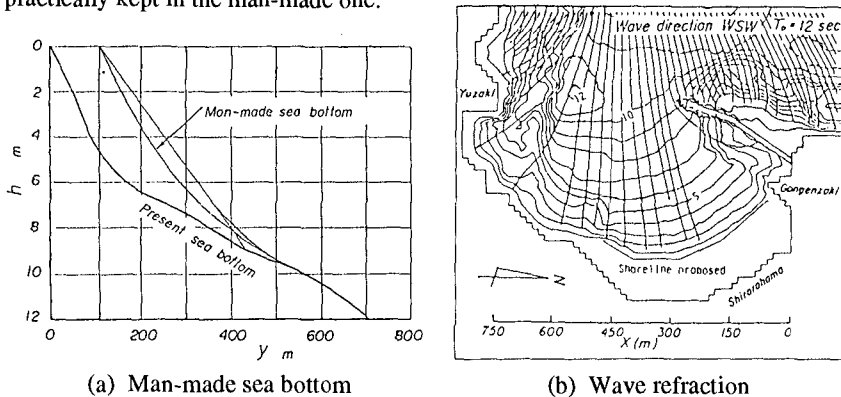 practically kept in the man-made one.
0
2
4
6
8
10
12
h m
Man-made sea bottom
Present sea bottom
0 200 400 600 800
y m
(a) Man-made sea bottom
Wave direction WSW To = 12 sec
Yuzaki
12
10
5
Gongenzaki
Shoreline proposed
Shirarahama
N
750 600 450 300 150 0
X (m)
(b) Wave refraction